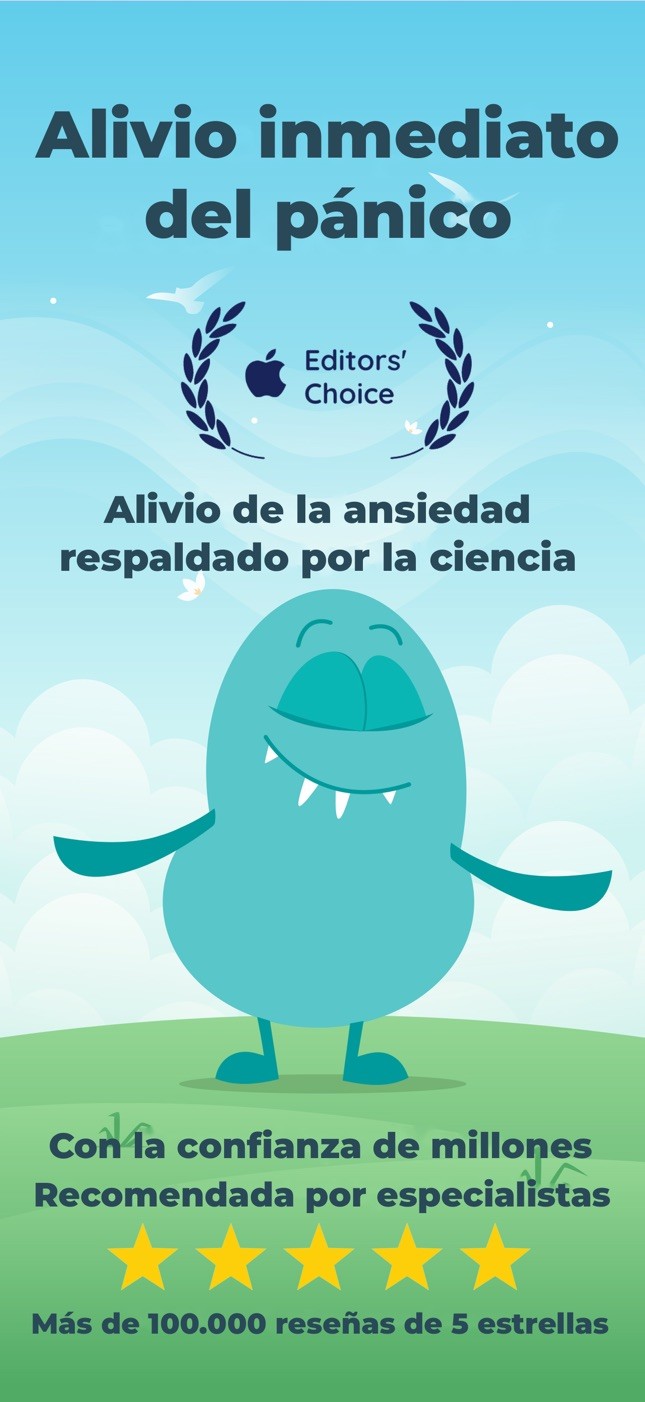 Alivio inmediato
del pánico
Editors'
Choice
Alivio de la ansiedad
respaldado por la ciencia
Con la confianza de millones
Recomendada por especialistas
Más de 100.000 reseñas de 5 estrellas